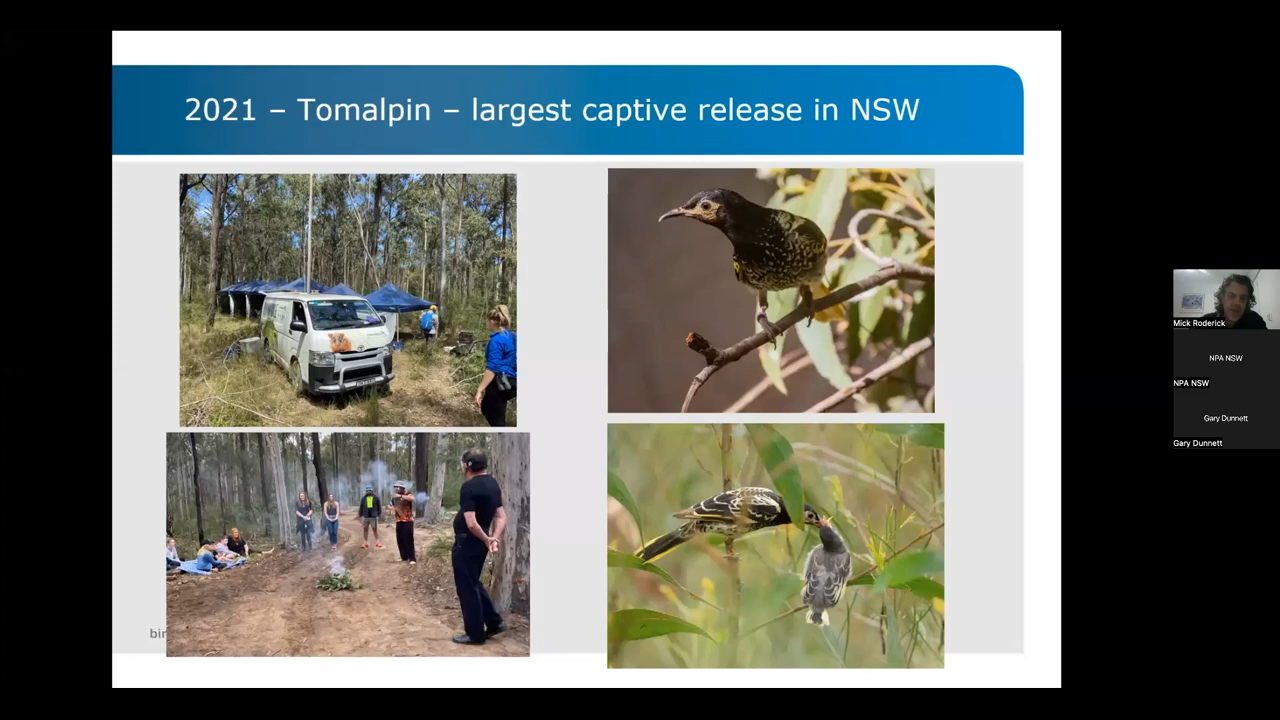 2021 – Tomalpin – largest captive release in NSW
Mick Roderick
NPA NSW
NPA NSW
Gary Dunnett
Gary Dunnett